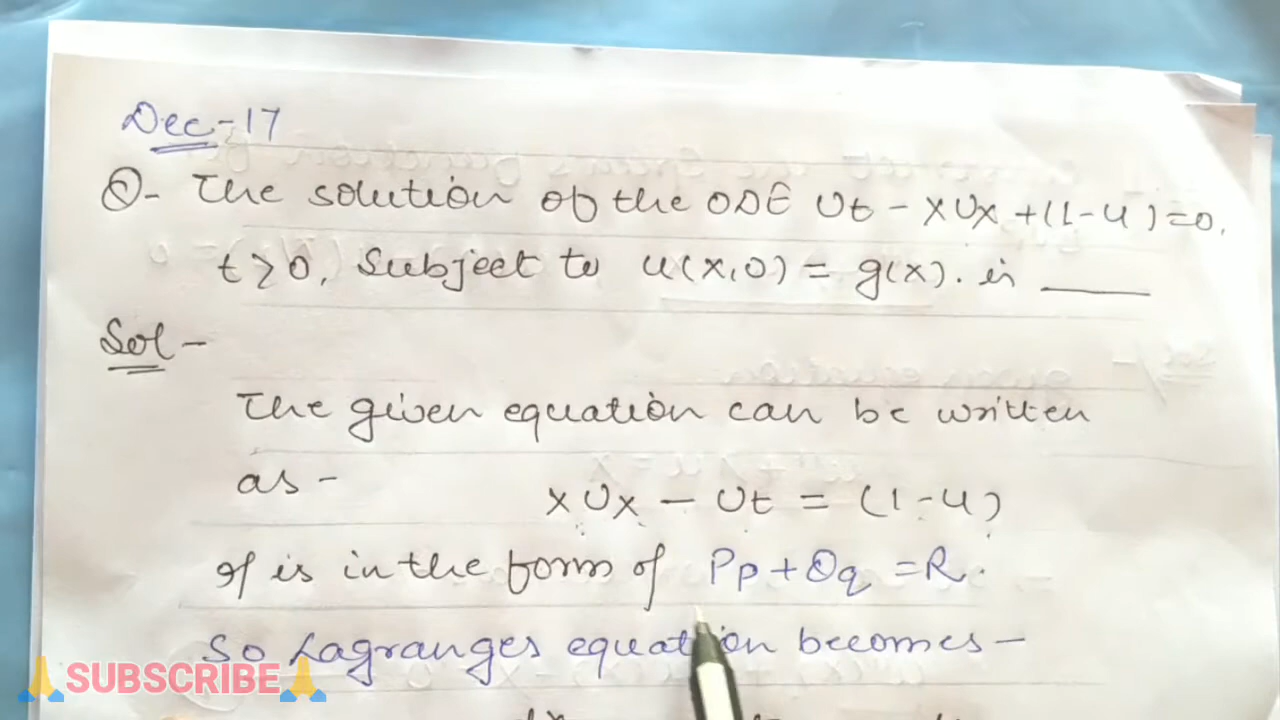 Dec-17
Q- The solution of the ODE Ut - XUx + (1-u) = 0,
t>0, Subject to u(x,0) = g(x). is ____
Sol -
The given equation can be written
as -
XUx - Ut = (1-u)
If is in the form of Pp + Qq = R.
So Lagranges equation becomes -
🙏SUBSCRIBE🙏